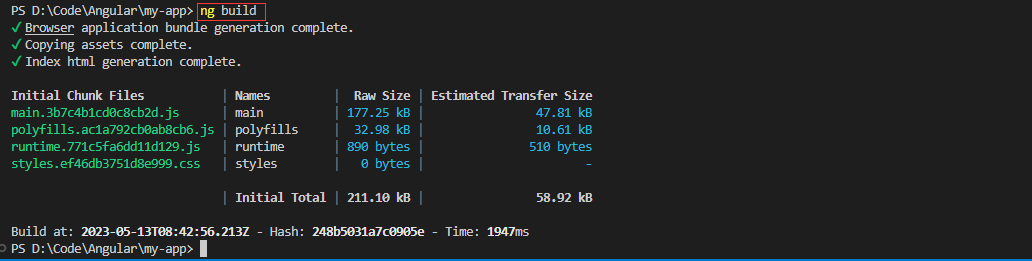 PS D:\Code\Angular\my-app> ng build
✓ Browser application bundle generation complete.
✓ Copying assets complete.
✓ Index html generation complete.
Initial Chunk Files | Names | Raw Size | Estimated Transfer Size
main.3b7c4b1cd0c8cb2d.js | main | 177.25 kB | 47.81 kB
polyfills.ac1a792cb0ab8cb6.js | polyfills | 32.98 kB | 10.61 kB
runtime.771c5fa6dd11d129.js | runtime | 890 bytes | 510 bytes
styles.ef46db3751d8e999.css | styles | 0 bytes | -
| Initial Total | 211.10 kB | 58.92 kB
Build at: 2023-05-13T08:42:56.213Z - Hash: 248b5031a7c0905e - Time: 1947ms
PS D:\Code\Angular\my-app>